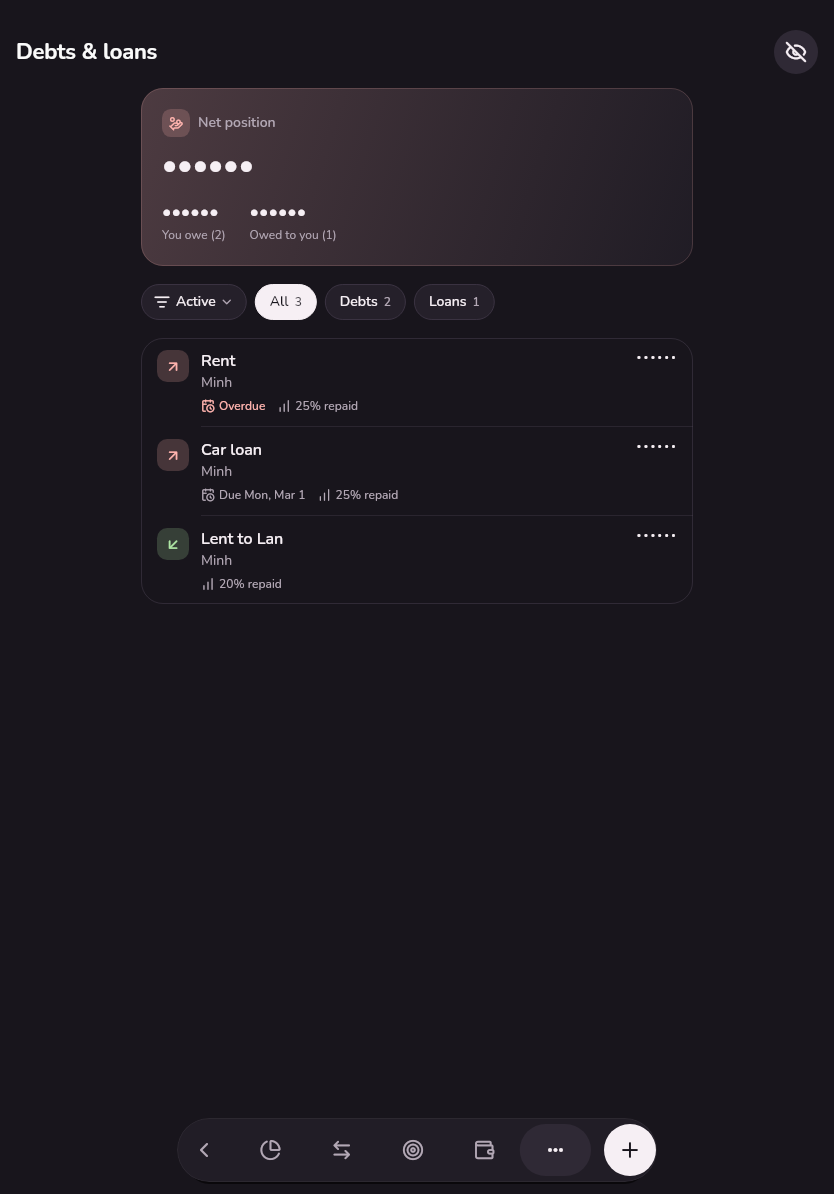 Debts & loans
Net position
••••••
•••••• ••••••
You owe (2) Owed to you (1)
Active All 3 Debts 2 Loans 1
Rent ••••••
Minh
Overdue 25% repaid
Car loan ••••••
Minh
Due Mon, Mar 1 25% repaid
Lent to Lan ••••••
Minh
20% repaid